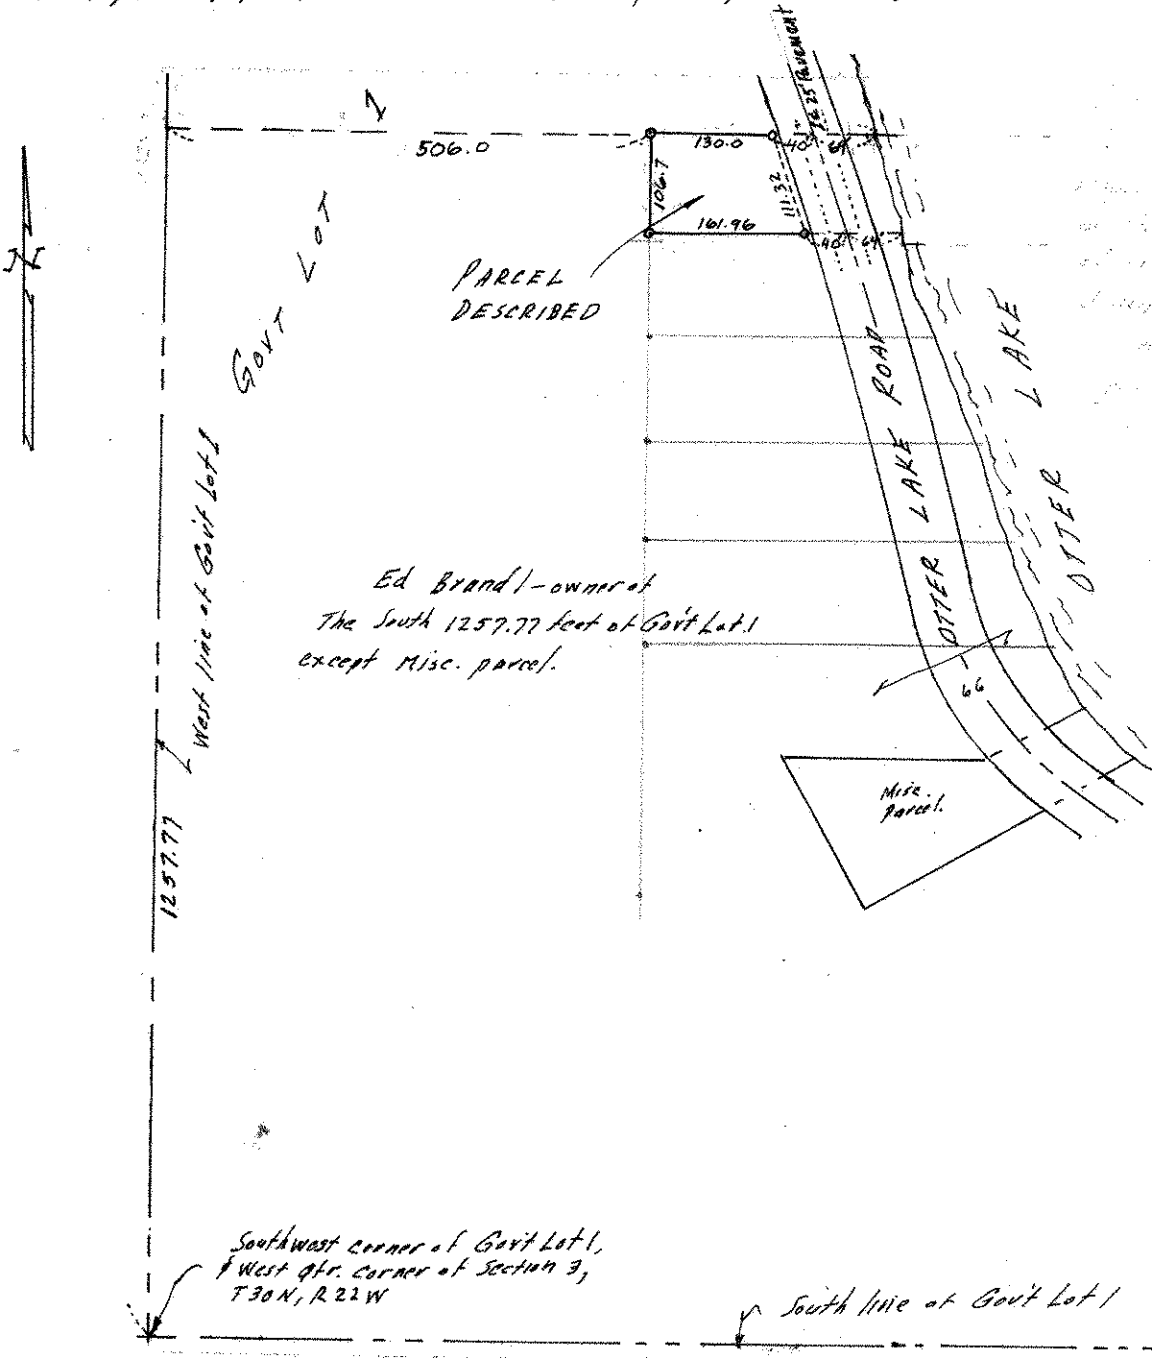 ¢ 25' Pavement
1
506.0
130.0
40
64
106.7
111.32
161.96
40
64
PARCEL
DESCRIBED
GOVT LOT
N
OTTER LAKE ROAD
OTTER LAKE
West line of Gov't Lot 1
Ed Brandl - owner of
The South 1257.77 feet of Gov't Lot 1
except Misc. parcel.
66
Misc.
Parcel.
1257.77
Southwest corner of Gov't Lot 1,
& West Qtr. corner of Section 3,
T30N, R22W
South line of Gov't Lot 1